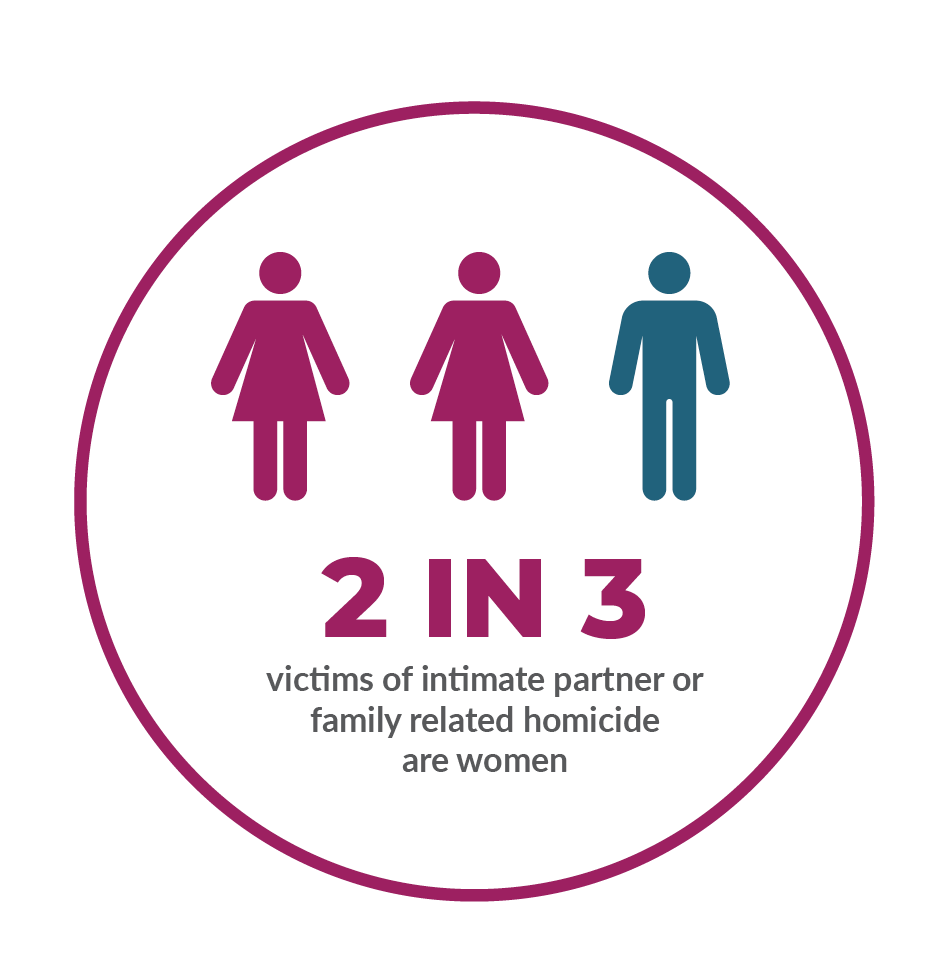 2 IN 3
victims of intimate partner or
family related homicide
are women